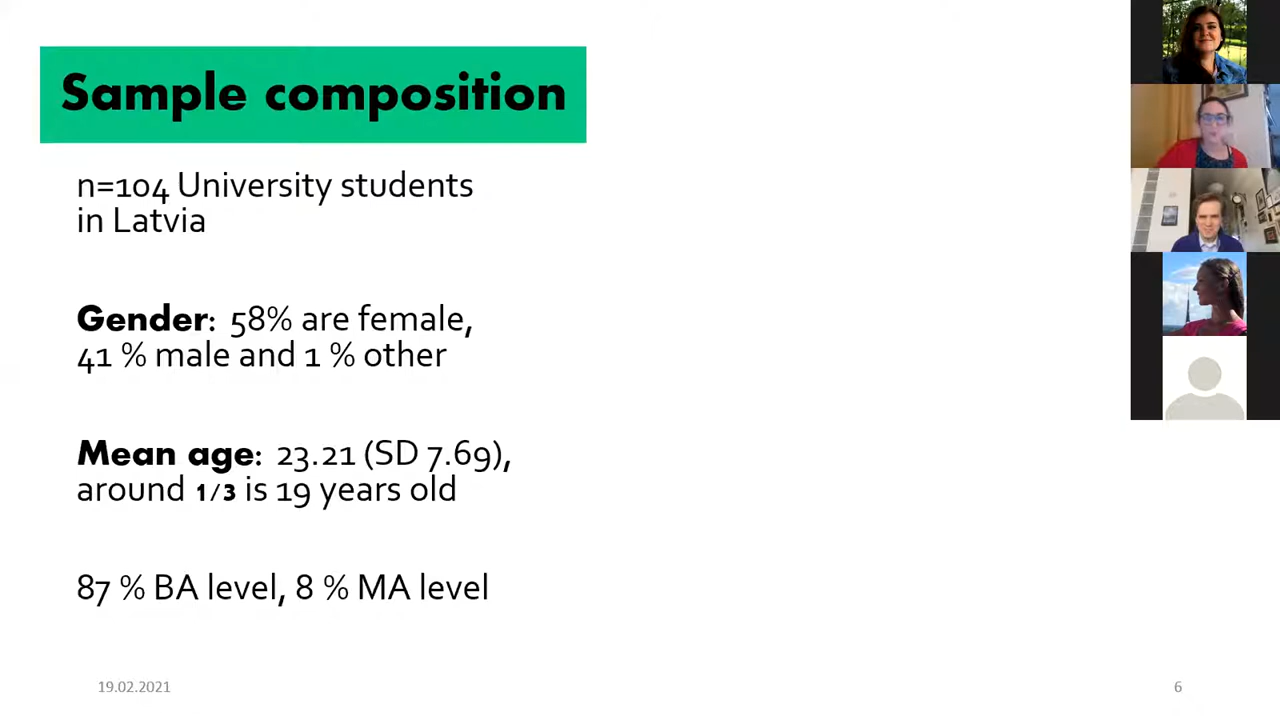 Sample composition
n=104 University students
in Latvia
Gender: 58% are female,
41 % male and 1 % other
Mean age: 23.21 (SD 7.69),
around 1/3 is 19 years old
87 % BA level, 8 % MA level
19.02.2021
6